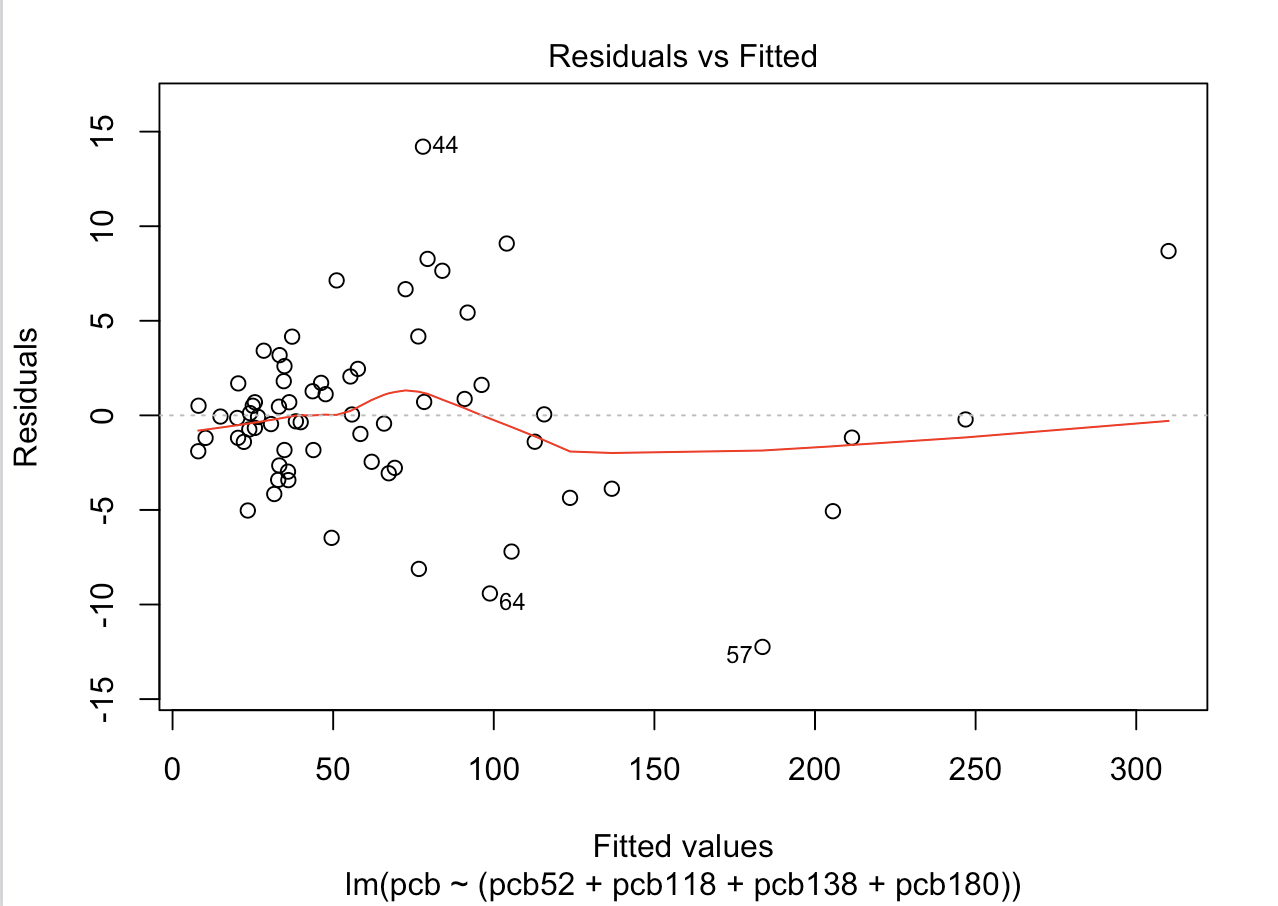 Residuals vs Fitted
Residuals
15
10
5
0
-5
-10
-15
44
64
57
0 50 100 150 200 250 300
Fitted values
lm(pcb ~ (pcb52 + pcb118 + pcb138 + pcb180))